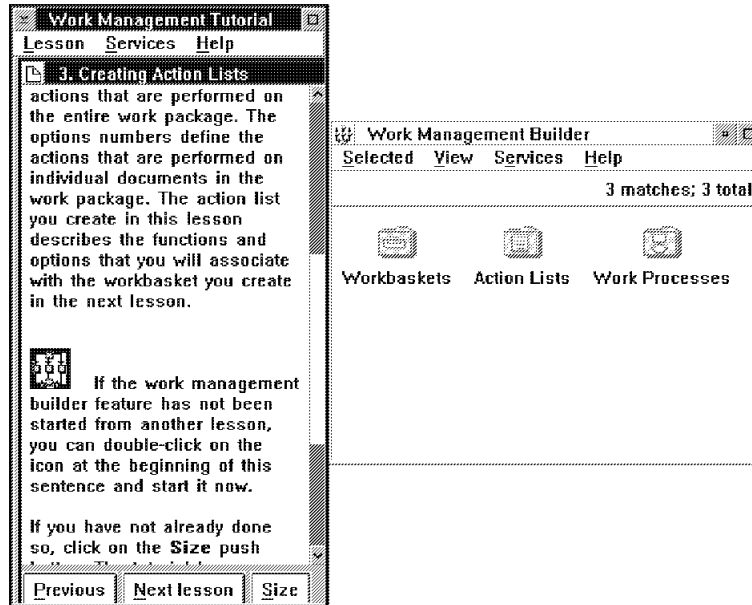 Work Management Tutorial
Lesson Services Help
3. Creating Action Lists
actions that are performed on
the entire work package. The
options numbers define the
actions that are performed on
individual documents in the
work package. The action list
you create in this lesson
describes the functions and
options that you will associate
with the workbasket you create
in the next lesson.
If the work management
builder feature has not been
started from another lesson,
you can double-click on the
icon at the beginning of this
sentence and start it now.
If you have not already done
so, click on the Size push
Previous Next lesson Size
Work Management Builder
Selected View Services Help
3 matches; 3 total
Workbaskets Action Lists Work Processes